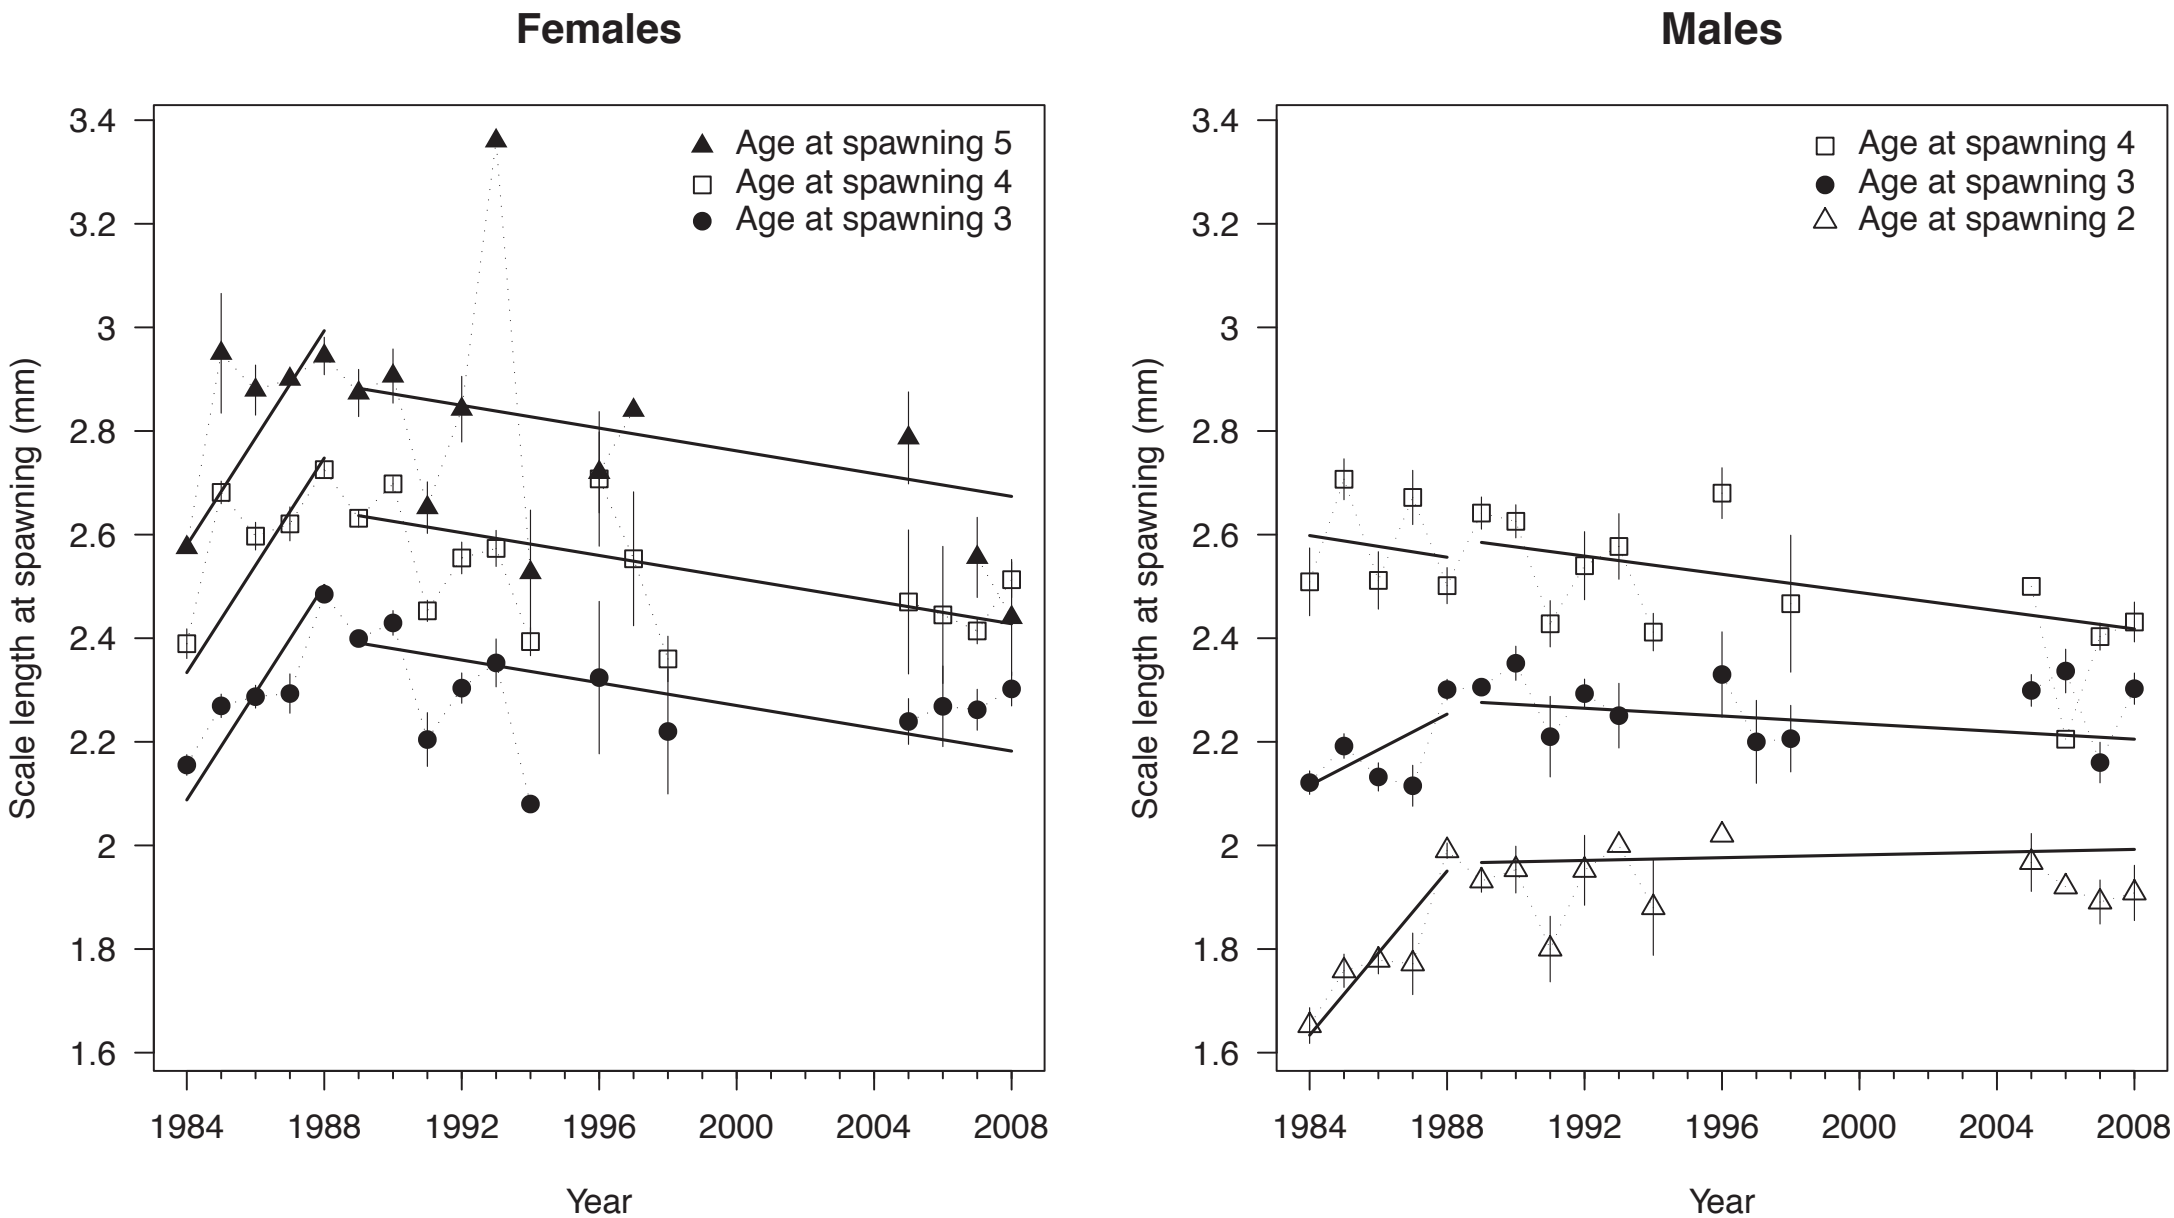 Females
Scale length at spawning (mm)
3.4
3.2
3
2.8
2.6
2.4
2.2
2
1.8
1.6
Age at spawning 5
Age at spawning 4
Age at spawning 3
1984 1988 1992 1996 2000 2004 2008
Year
Males
Scale length at spawning (mm)
3.4
3.2
3
2.8
2.6
2.4
2.2
2
1.8
1.6
Age at spawning 4
Age at spawning 3
Age at spawning 2
1984 1988 1992 1996 2000 2004 2008
Year